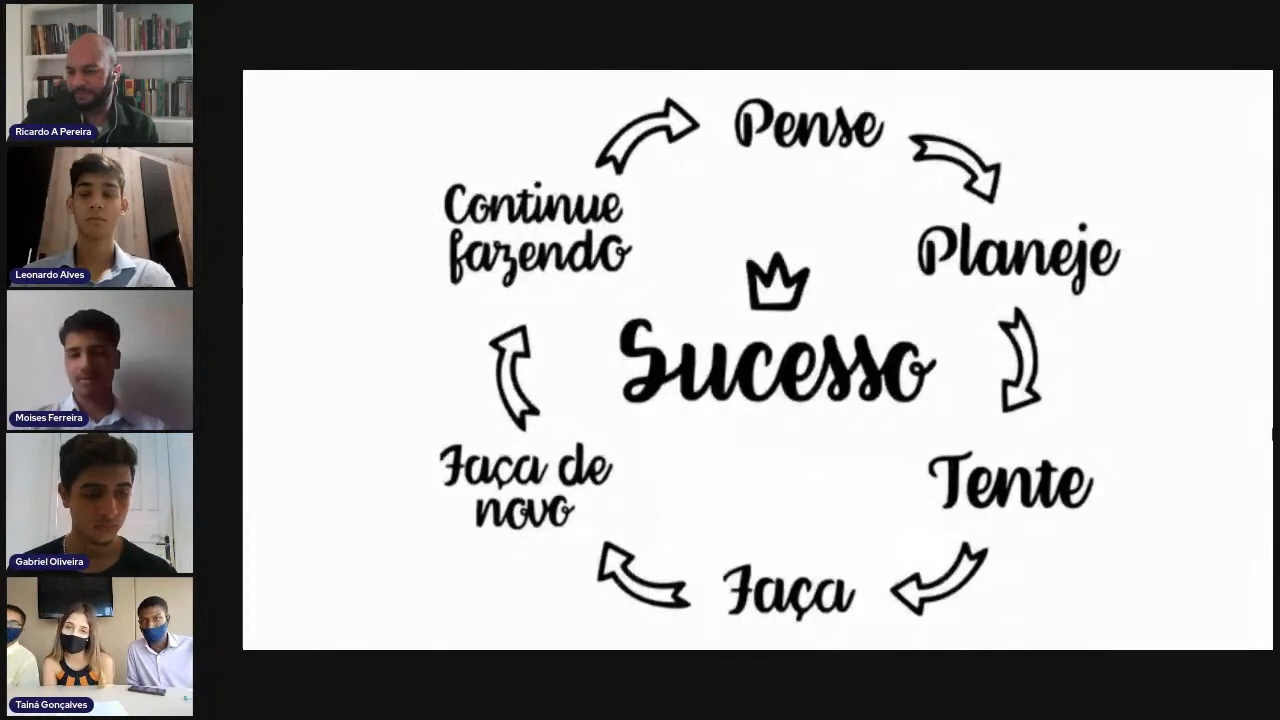 Ricardo A Pereira
Leonardo Alves
Moises Ferreira
Gabriel Oliveira
Tainá Gonçalves
Pense
Planeje
Tente
Faça
Faça de
novo
Continue
fazendo
Sucesso